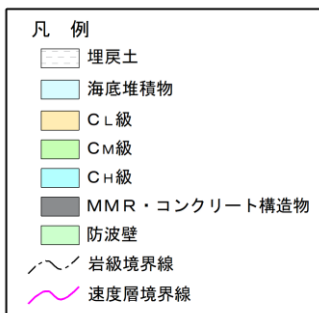 凡　例
埋戻土
海底堆積物
CL級
CM級
CH級
MMR・コンクリート構造物
防波壁
岩級境界線
速度層境界線